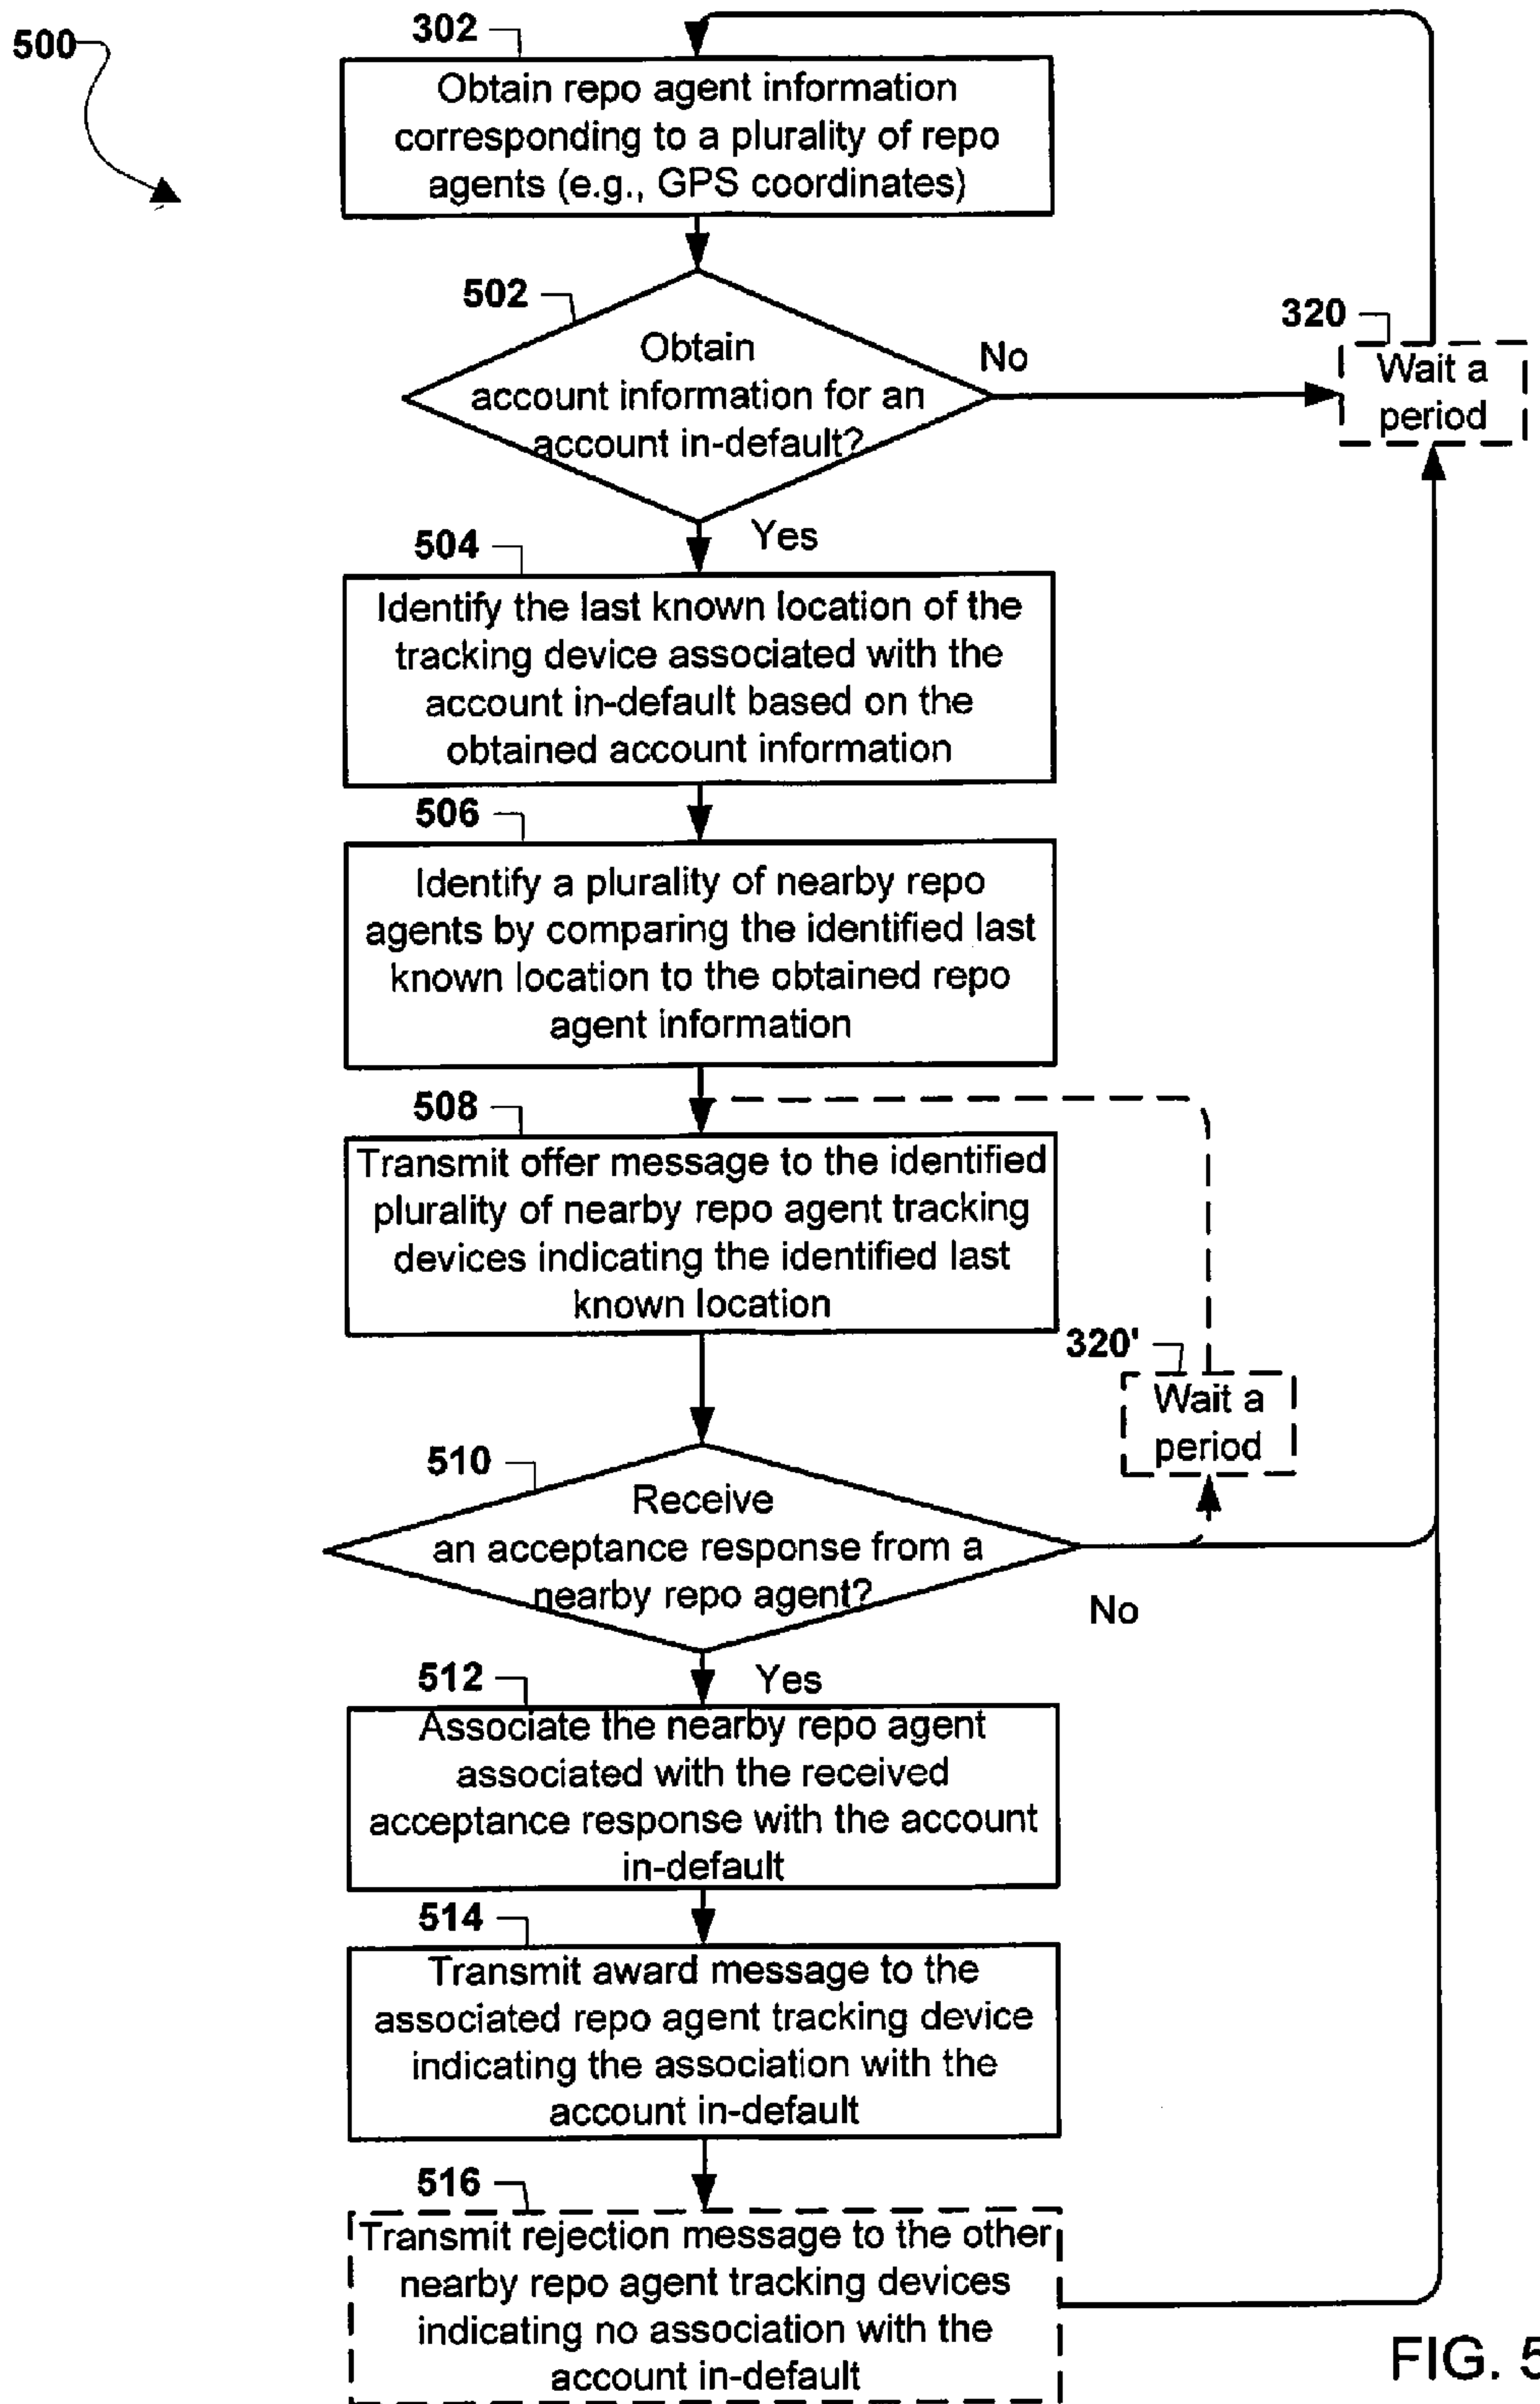 500
302
Obtain repo agent information
corresponding to a plurality of repo
agents (e.g., GPS coordinates)
502
Obtain
account information for an
account in-default?
No
320
Wait a
period
Yes
504
Identify the last known location of the
tracking device associated with the
account in-default based on the
obtained account information
506
Identify a plurality of nearby repo
agents by comparing the identified last
known location to the obtained repo
agent information
508
Transmit offer message to the identified
plurality of nearby repo agent tracking
devices indicating the identified last
known location
320'
Wait a
period
510
Receive
an acceptance response from a
nearby repo agent?
No
Yes
512
Associate the nearby repo agent
associated with the received
acceptance response with the account
in-default
514
Transmit award message to the
associated repo agent tracking device
indicating the association with the
account in-default
516
Transmit rejection message to the other
nearby repo agent tracking devices
indicating no association with the
account in-default
FIG. 5